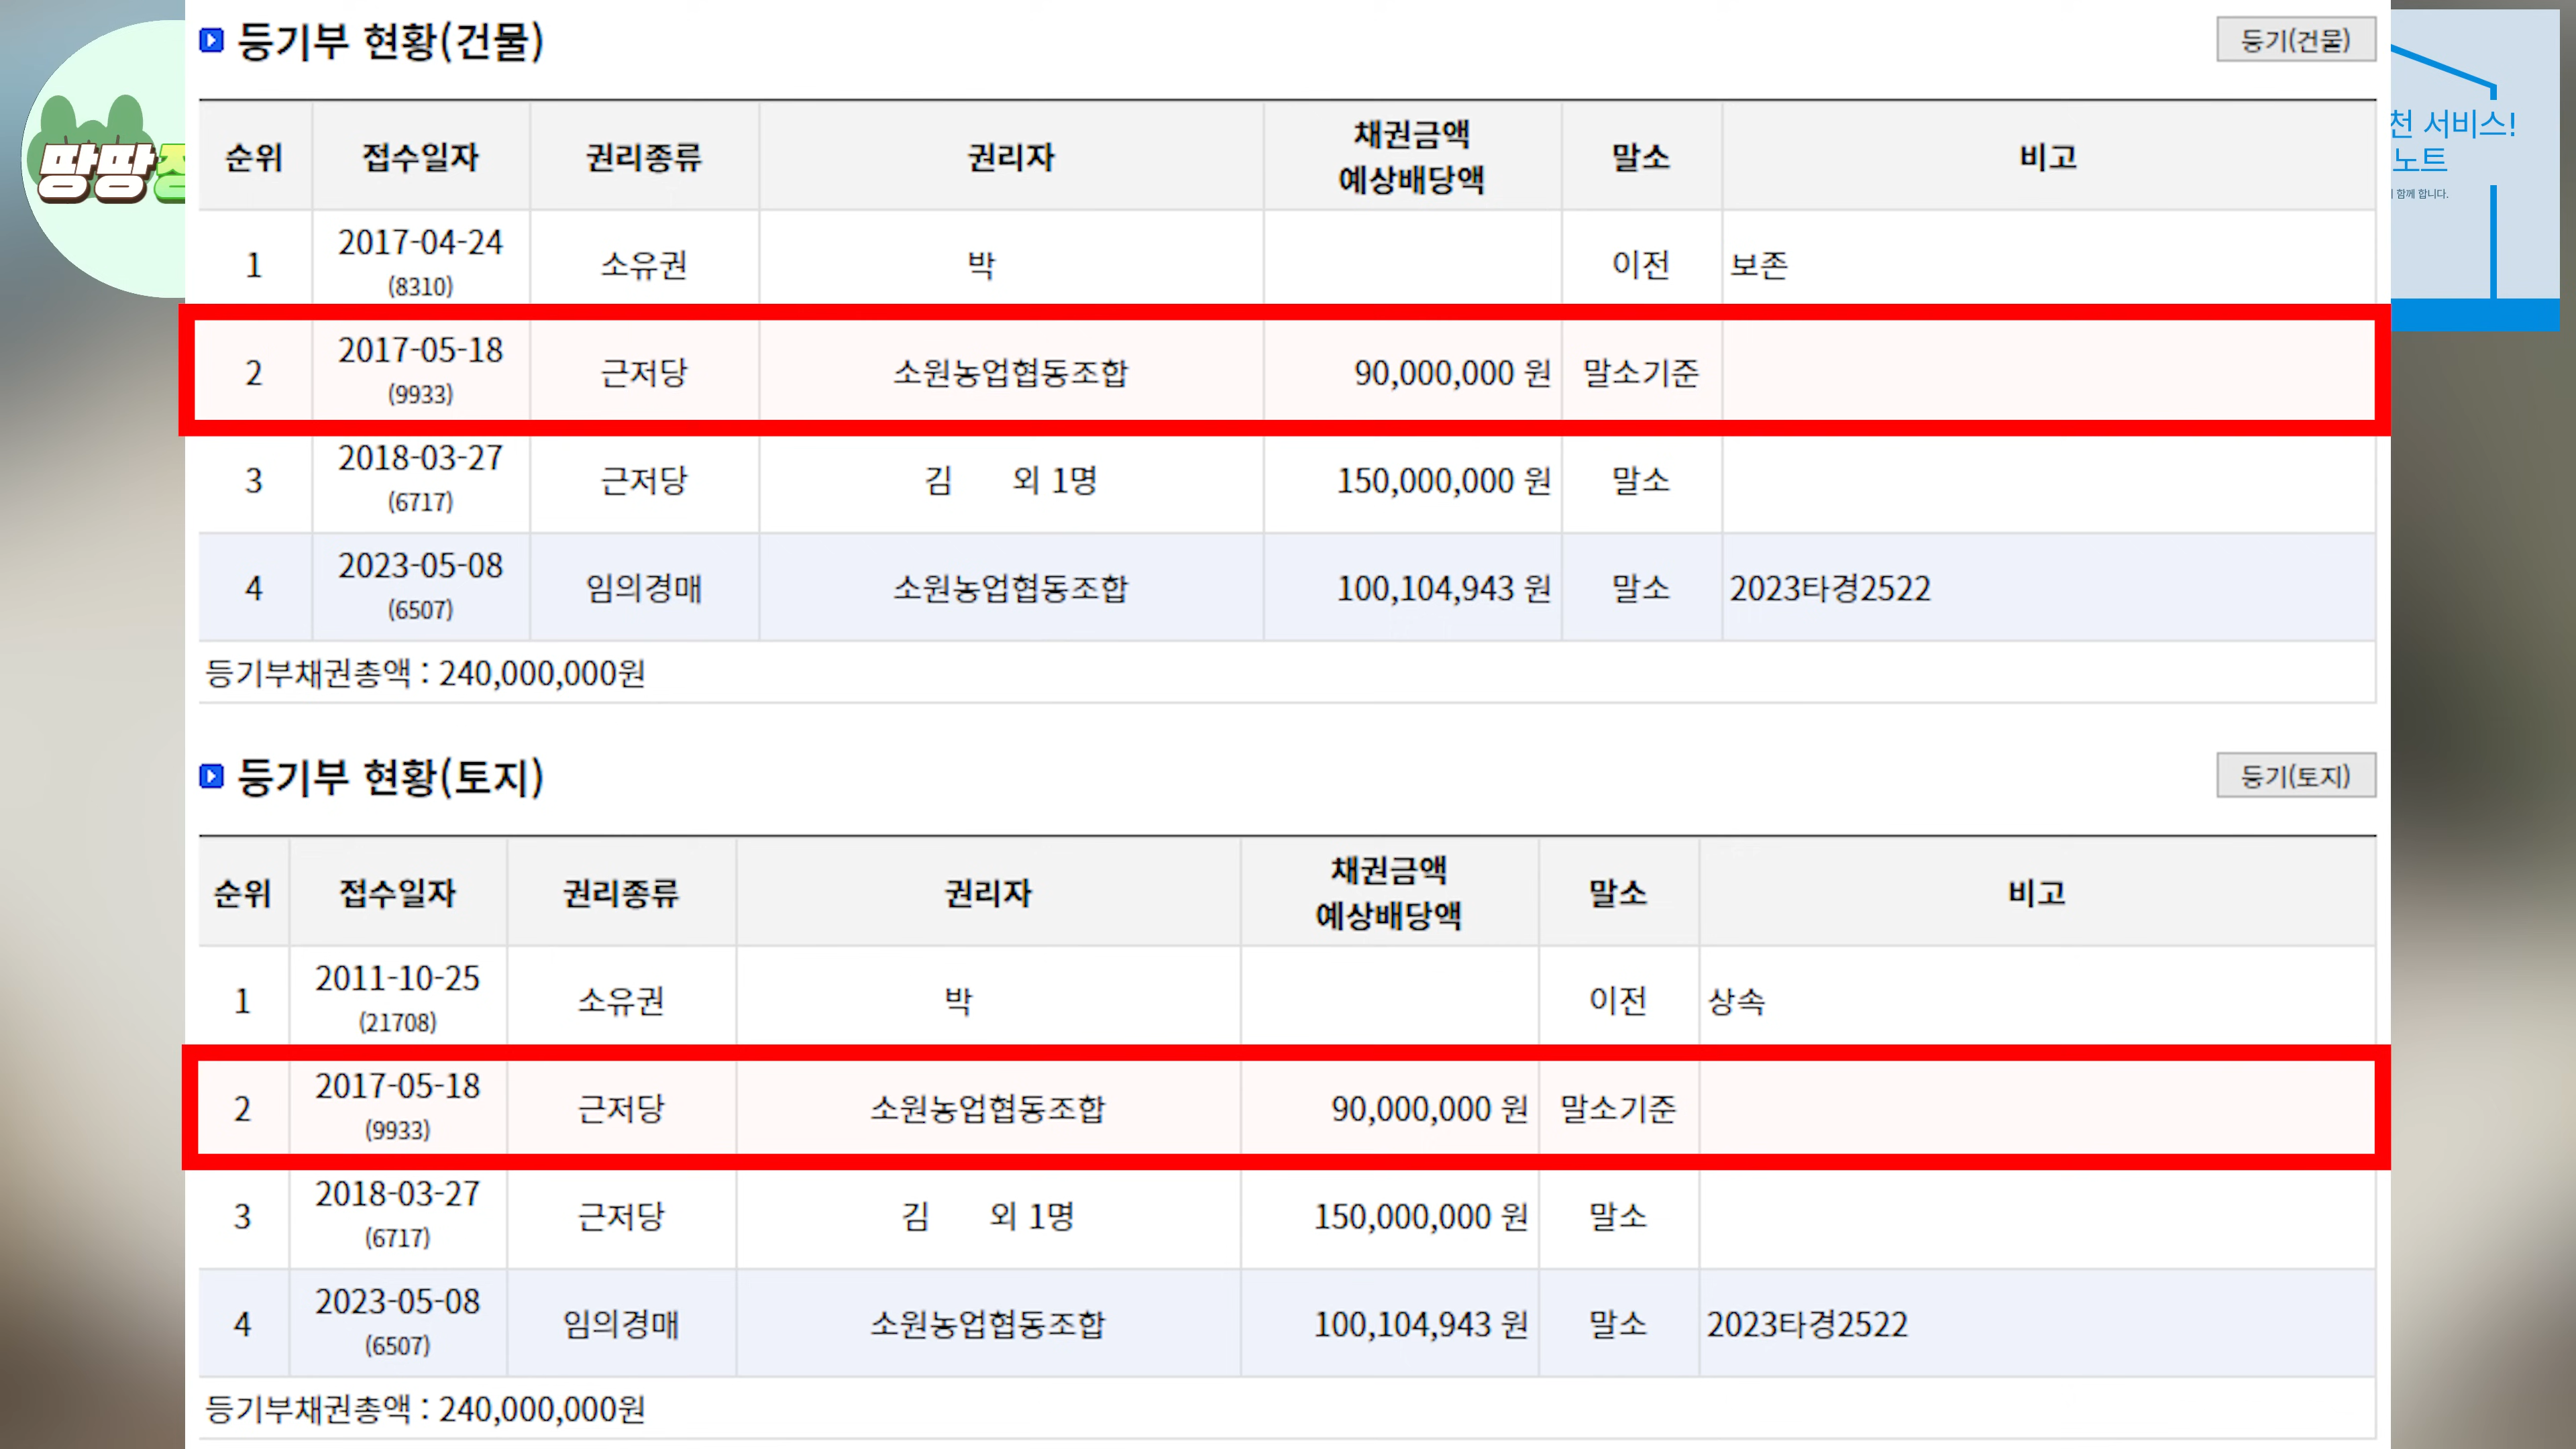 등기부 현황(건물)
등기(건물)
순위 접수일자 권리종류 권리자 채권금액 예상배당액 말소 비고
1 2017-04-24 (8310) 소유권 박 이전 보존
2 2017-05-18 (9933) 근저당 소원농업협동조합 90,000,000 원 말소기준
3 2018-03-27 (6717) 근저당 김 외 1명 150,000,000 원 말소
4 2023-05-08 (6507) 임의경매 소원농업협동조합 100,104,943 원 말소 2023타경2522
등기부채권총액 : 240,000,000원
등기부 현황(토지)
등기(토지)
순위 접수일자 권리종류 권리자 채권금액 예상배당액 말소 비고
1 2011-10-25 (21708) 소유권 박 이전 상속
2 2017-05-18 (9933) 근저당 소원농업협동조합 90,000,000 원 말소기준
3 2018-03-27 (6717) 근저당 김 외 1명 150,000,000 원 말소
4 2023-05-08 (6507) 임의경매 소원농업협동조합 100,104,943 원 말소 2023타경2522
등기부채권총액 : 240,000,000원
땅땅
천 서비스!
노트
함께 합니다.